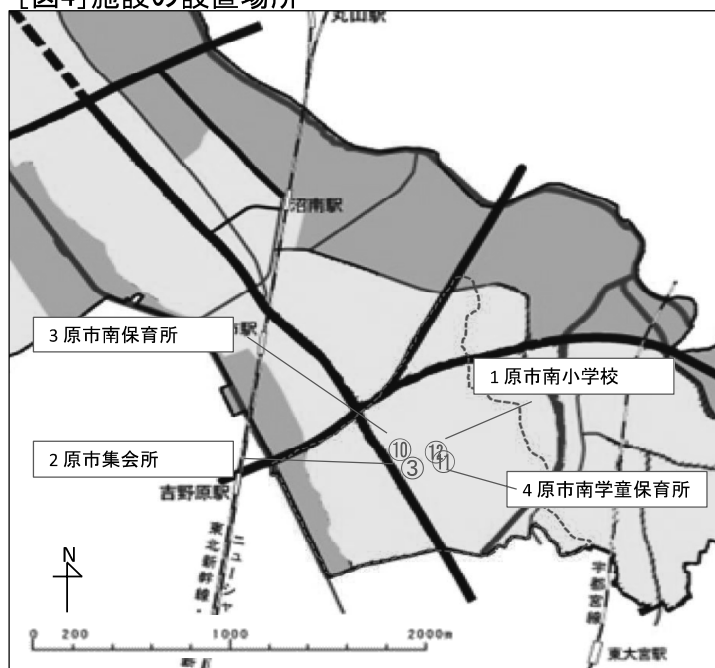 [図4]施設の設置場所
丸山駅
沼南駅
市駅
3 原市南保育所
1 原市南小学校
⑩
⑫
⑪
③
2 原市集会所
4 原市南学童保育所
吉野原駅
ニューシャ
東北新幹線・
宇都宮線
東大宮駅
N
0 200 1000 2000m